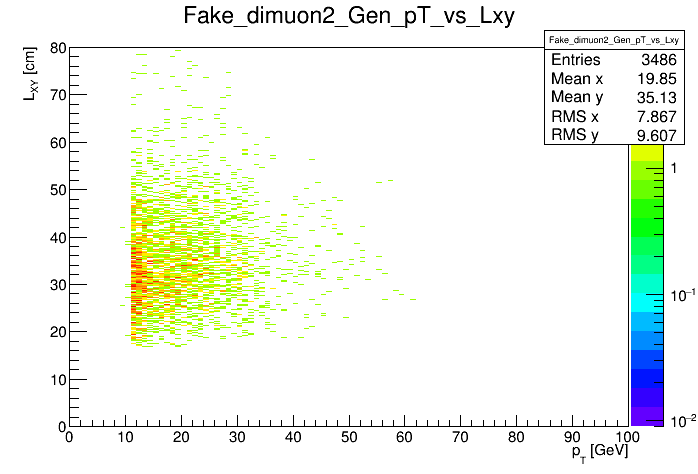 Fake_dimuon2_Gen_pT_vs_Lxy
Fake_dimuon2_Gen_pT_vs_Lxy
Entries 3486
Mean x 19.85
Mean y 35.13
RMS x 7.867
RMS y 9.607
L_XY [cm]
80
70
60
50
40
30
20
10
0
1
10^-1
10^-2
0 10 20 30 40 50 60 70 80 90 100
p_T [GeV]